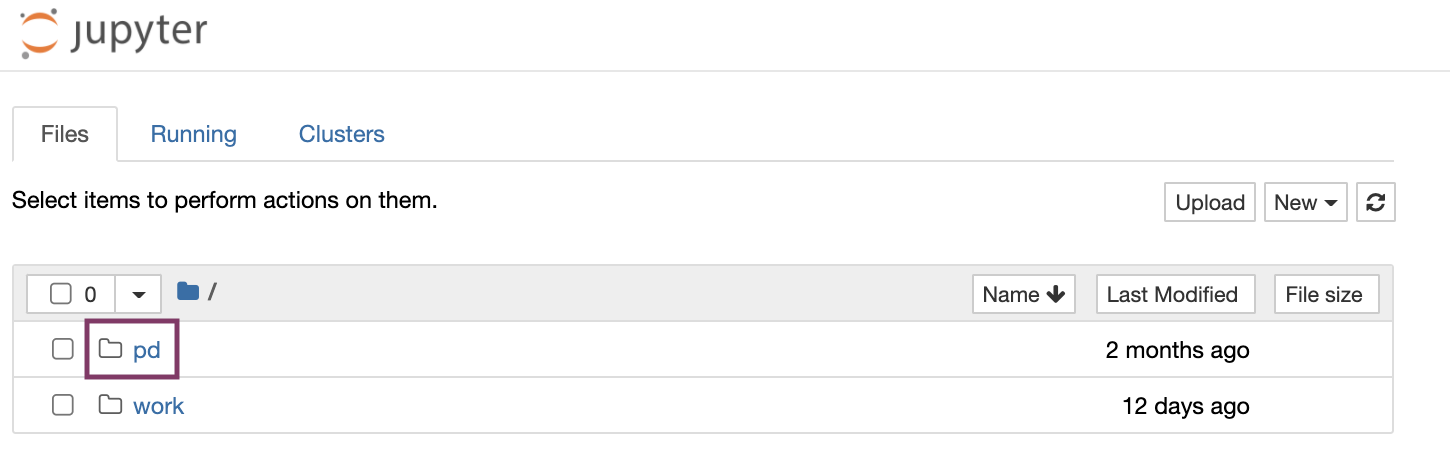 jupyter
Files Running Clusters
Select items to perform actions on them.
Upload New
0 / Name Last Modified File size
pd 2 months ago
work 12 days ago